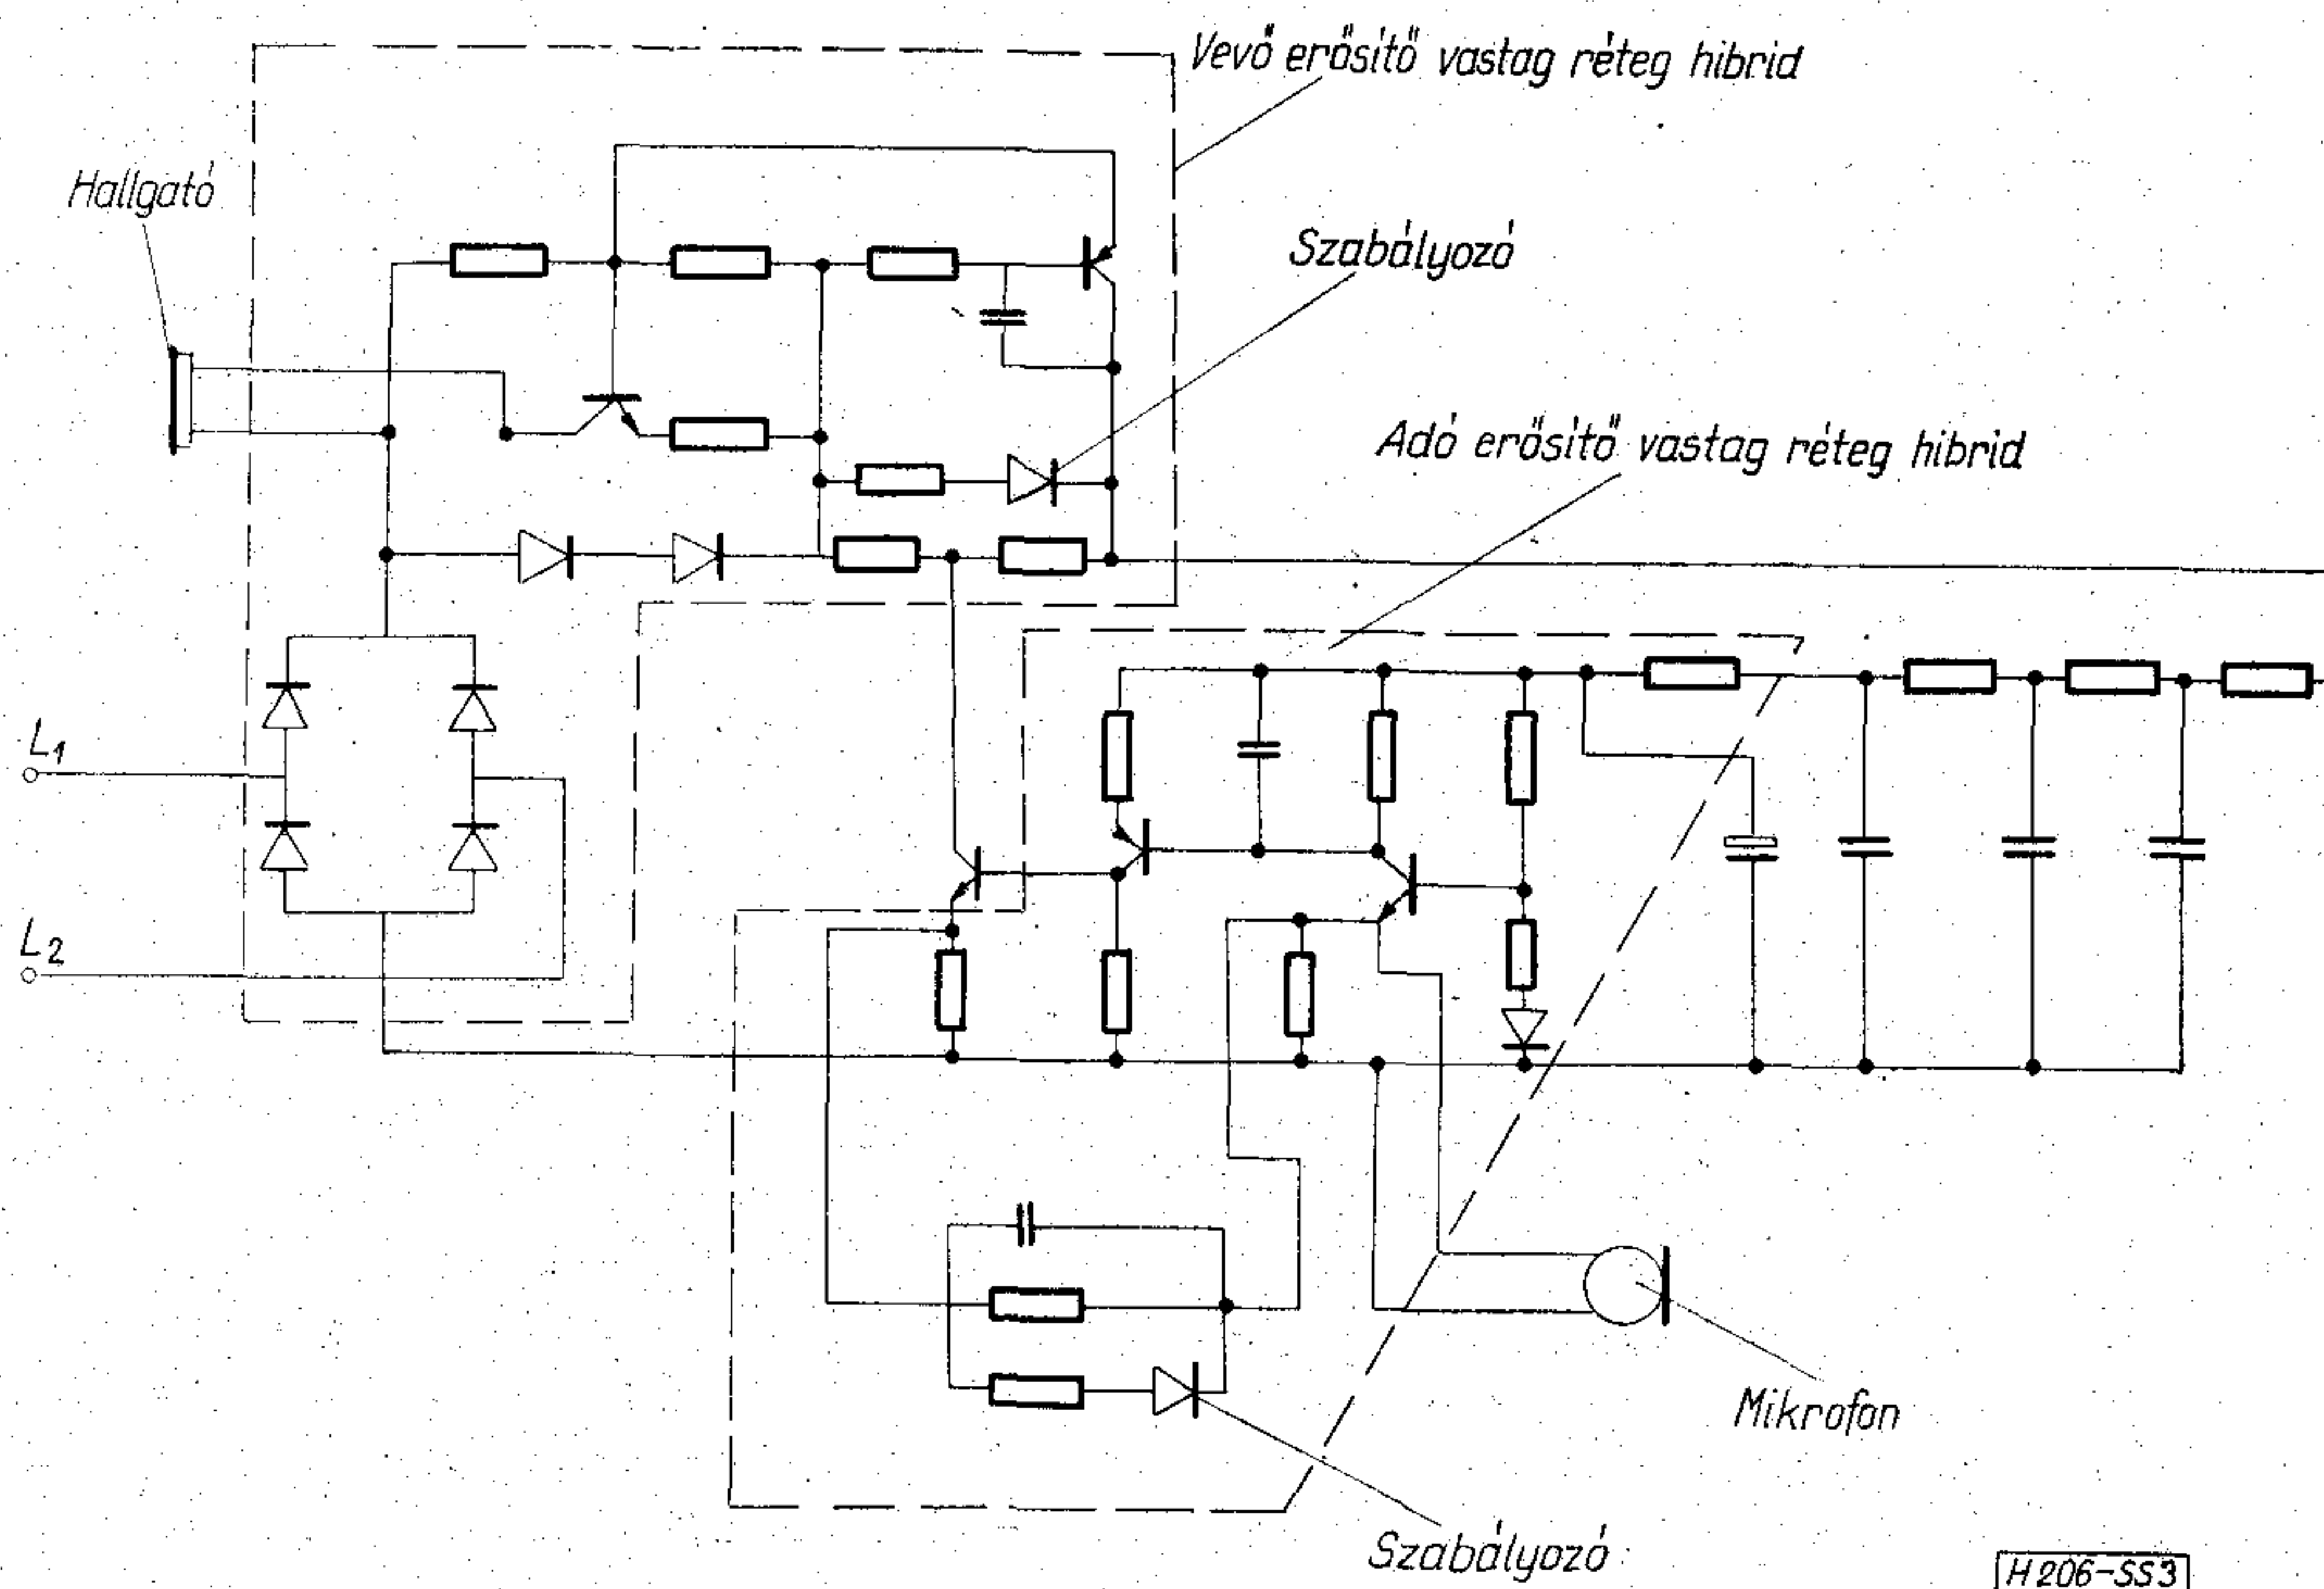 Vevő erősítő vastag réteg hibrid
Hallgató
Szabályozó
Adó erősítő vastag réteg hibrid
L1
L2
Mikrofon
Szabályozó
H206-SS3